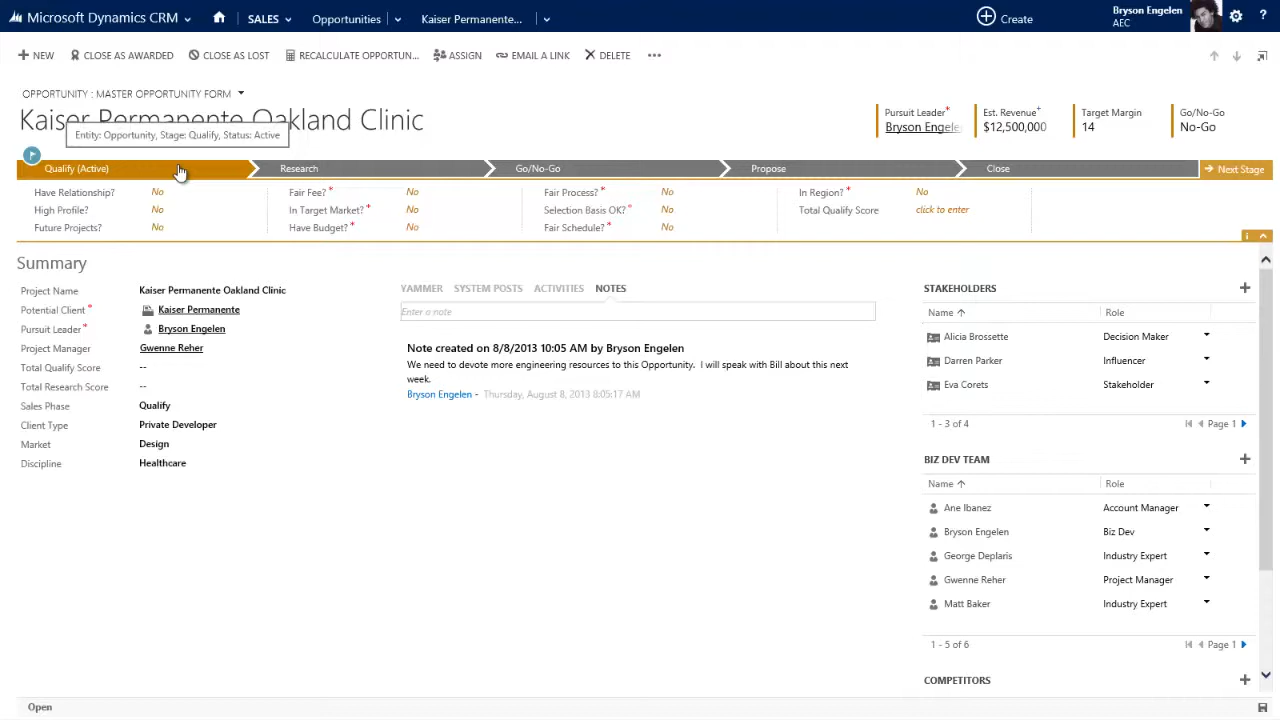 Microsoft Dynamics CRM SALES Opportunities Kaiser Permanente... Create Bryson Engelen AEC ?
NEW CLOSE AS AWARDED CLOSE AS LOST RECALCULATE OPPORTUN... ASSIGN EMAIL A LINK DELETE ...
OPPORTUNITY : MASTER OPPORTUNITY FORM
Kaiser Permanente Oakland Clinic
Pursuit Leader* Est. Revenue+ Target Margin Go/No-Go
Bryson Engele $12,500,000 14 No-Go
Entity: Opportunity, Stage: Qualify, Status: Active
Qualify (Active) Research Go/No-Go Propose Close Next Stage
Have Relationship? No Fair Fee?* No Fair Process?* No In Region?* No
High Profile? No In Target Market?* No Selection Basis OK?* No Total Qualify Score click to enter
Future Projects? No Have Budget?* No Fair Schedule?* No
Summary
Project Name Kaiser Permanente Oakland Clinic
Potential Client* Kaiser Permanente
Pursuit Leader* Bryson Engelen
Project Manager Gwenne Reher
Total Qualify Score --
Total Research Score --
Sales Phase Qualify
Client Type Private Developer
Market Design
Discipline Healthcare
YAMMER SYSTEM POSTS ACTIVITIES NOTES
Enter a note
Note created on 8/8/2013 10:05 AM by Bryson Engelen
We need to devote more engineering resources to this Opportunity. I will speak with Bill about this next
week.
Bryson Engelen - Thursday, August 8, 2013 8:05:17 AM
STAKEHOLDERS
Name Role
Alicia Brossette Decision Maker
Darren Parker Influencer
Eva Corets Stakeholder
1 - 3 of 4 Page 1
BIZ DEV TEAM
Name Role
Ane Ibanez Account Manager
Bryson Engelen Biz Dev
George Deplaris Industry Expert
Gwenne Reher Project Manager
Matt Baker Industry Expert
1 - 5 of 6 Page 1
COMPETITORS
Open